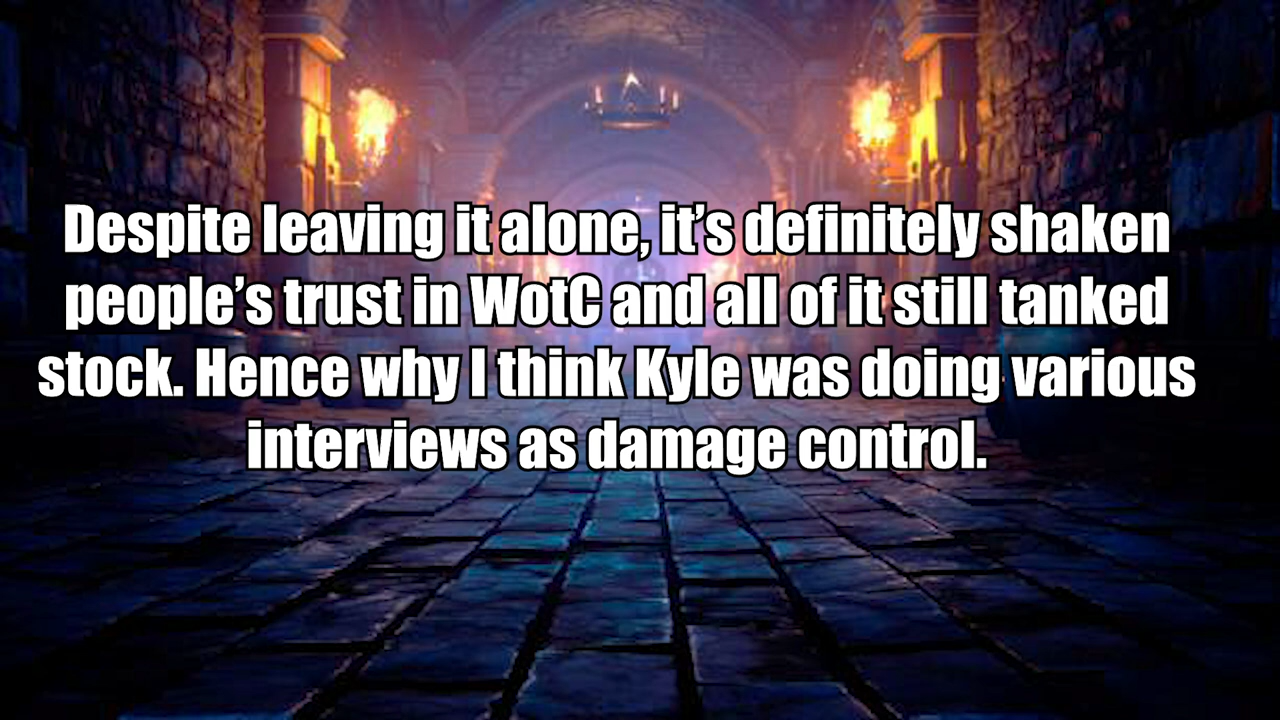 Despite leaving it alone, it’s definitely shaken
people’s trust in WotC and all of it still tanked
stock. Hence why I think Kyle was doing various
interviews as damage control.